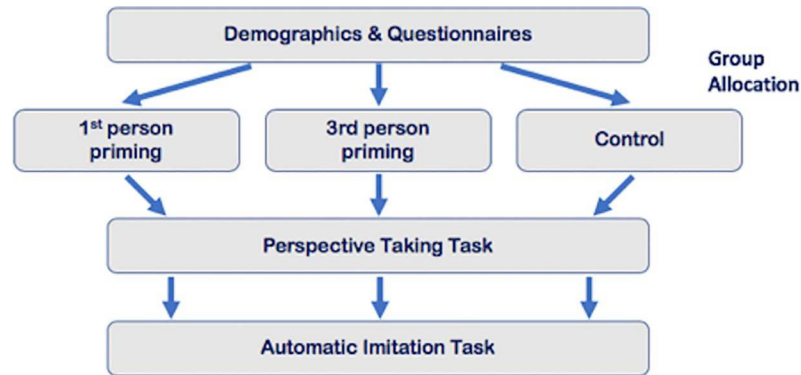 Demographics & Questionnaires
Group
Allocation
1st person
priming
3rd person
priming
Control
Perspective Taking Task
Automatic Imitation Task